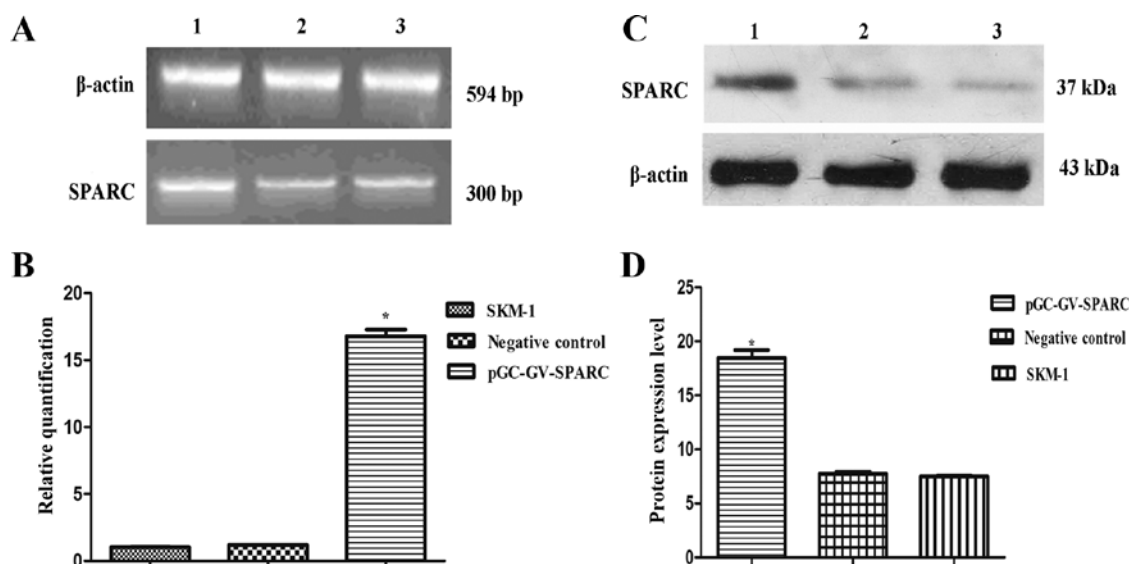 A
1 2 3
β-actin
594 bp
SPARC
300 bp
B
20
15
10
5
0
Relative quantification
*
SKM-1
Negative control
pGC-GV-SPARC
C
1 2 3
SPARC
37 kDa
β-actin
43 kDa
D
25
20
15
10
5
0
Protein expression level
*
pGC-GV-SPARC
Negative control
SKM-1